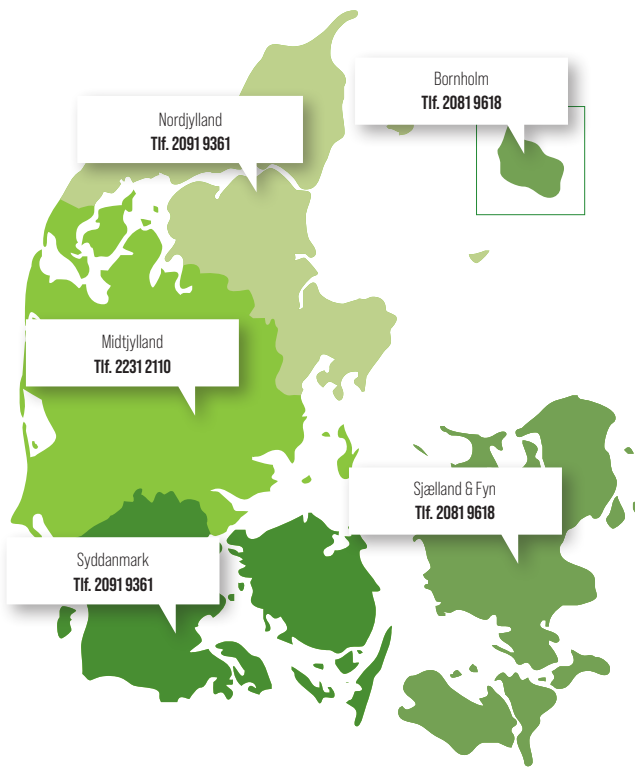 Bornholm
Tlf. 2081 9618
Nordjylland
Tlf. 2091 9361
Midtjylland
Tlf. 2231 2110
Sjælland & Fyn
Tlf. 2081 9618
Syddanmark
Tlf. 2091 9361